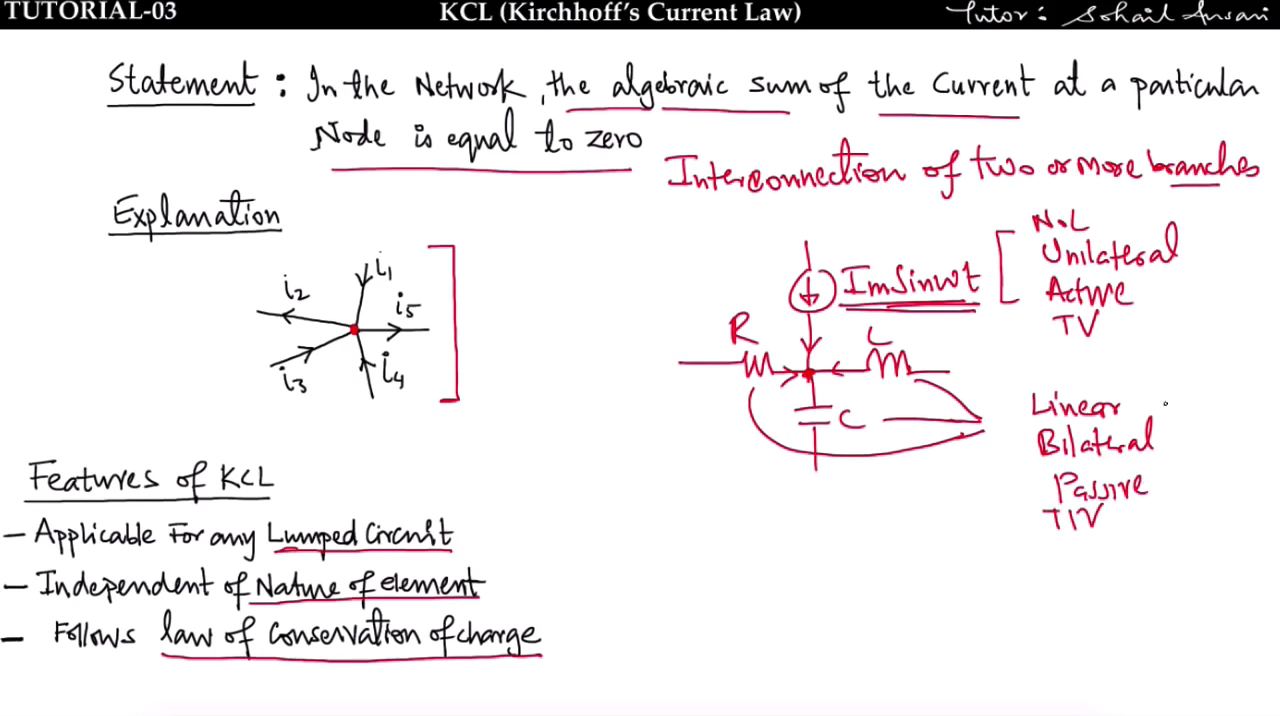 TUTORIAL-03
KCL (Kirchhoff's Current Law)
Tutor: Sohail Ansari
Statement : In the Network, the algebraic sum of the Current at a particular
Node is equal to zero
Interconnection of two or more branches
Explanation
i1
i2
i5
i3
i4
ImSinωt
N.L
Unilateral
Active
TV
R
L
C
Linear
Bilateral
Passive
TIV
Features of KCL
– Applicable For any Lumped Circuit
– Independent of Nature of element
– Follows law of Conservation of charge